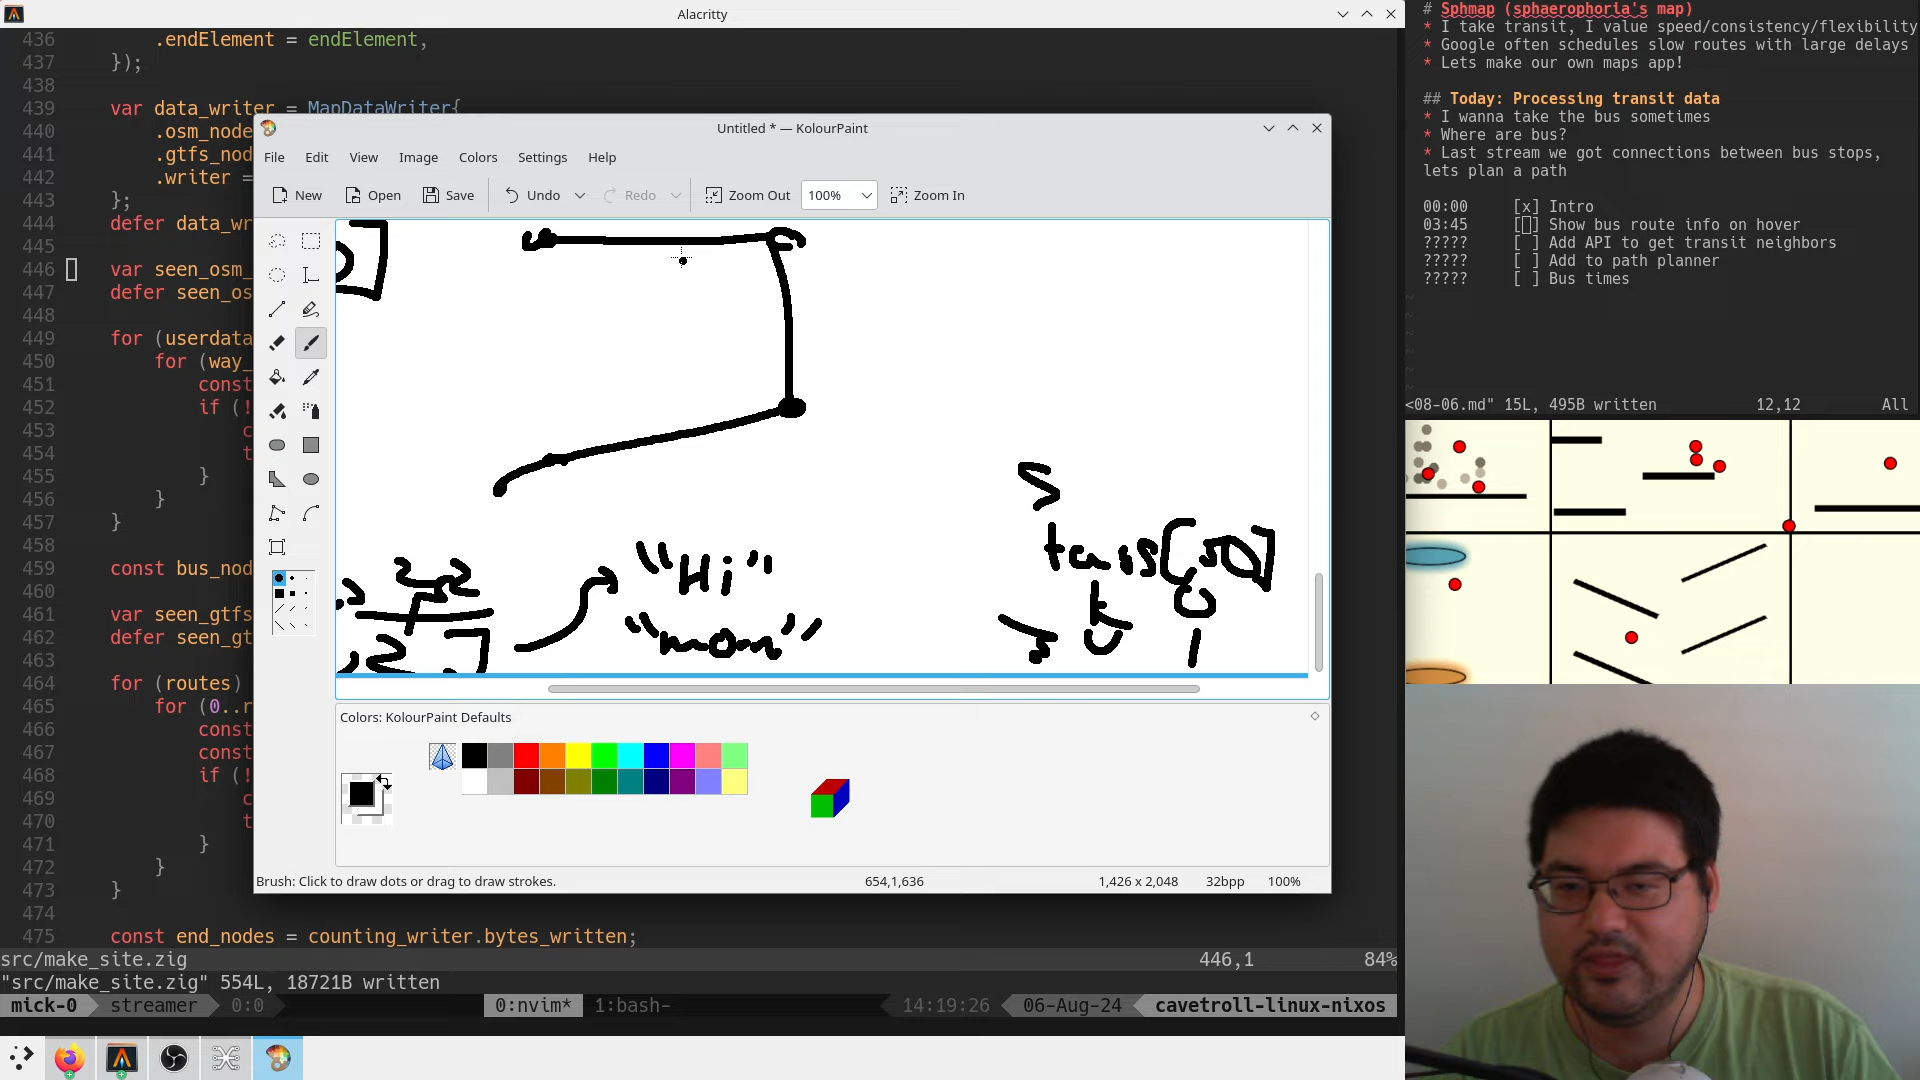 Alacritty
436 .endElement = endElement,
437 });
438
439 var data_writer = MapDataWriter{
440 .osm_node
441 .gtfs_nod
442 .writer =
443 };
444 defer data_wr
445
446 var seen_osm_
447 defer seen_os
448
449 for (userdata
450 for (way_
451 const
452 if (!
453 c
454 t
455 }
456 }
457 }
458
459 const bus_nod
460
461 var seen_gtfs
462 defer seen_gt
463
464 for (routes)
465 for (0..r
466 const
467 const
468 if (!
469 c
470 t
471 }
472 }
473 }
474
475 const end_nodes = counting_writer.bytes_written;
src/make_site.zig 446,1 84%
"src/make_site.zig" 554L, 18721B written
mick-0 streamer 0:0 0:nvim* 1:bash- 14:19:26 06-Aug-24 cavetroll-linux-nixos
Untitled * — KolourPaint
File Edit View Image Colors Settings Help
New Open Save Undo Redo Zoom Out 100% Zoom In
"Hi"
"mom"
Colors: KolourPaint Defaults
Brush: Click to draw dots or drag to draw strokes. 654,1,636 1,426 x 2,048 32bpp 100%
# Sphmap (sphaerophoria's map)
* I take transit, I value speed/consistency/flexibility
* Google often schedules slow routes with large delays
* Lets make our own maps app!
## Today: Processing transit data
* I wanna take the bus sometimes
* Where are bus?
* Last stream we got connections between bus stops,
lets plan a path
00:00 [x] Intro
03:45 [ ] Show bus route info on hover
????? [ ] Add API to get transit neighbors
????? [ ] Add to path planner
????? [ ] Bus times
~
~
~
~
~
~
<08-06.md" 15L, 495B written 12,12 All